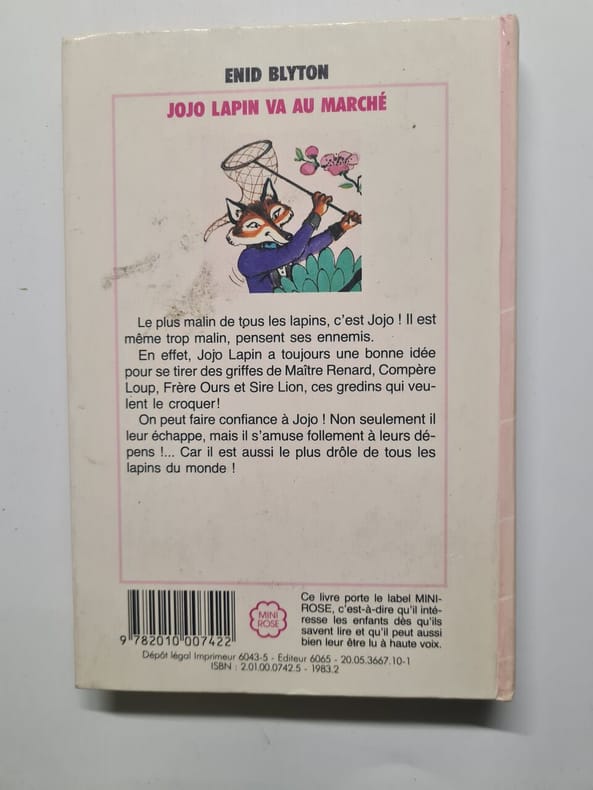 ENID BLYTON
JOJO LAPIN VA AU MARCHÉ
Le plus malin de tous les lapins, c'est Jojo ! Il est
même trop malin, pensent ses ennemis.
En effet, Jojo Lapin a toujours une bonne idée
pour se tirer des griffes de Maître Renard, Compère
Loup, Frère Ours et Sire Lion, ces gredins qui veu-
lent le croquer!
On peut faire confiance à Jojo ! Non seulement il
leur échappe, mais il s'amuse follement à leurs dé-
pens !... Car il est aussi le plus drôle de tous les
lapins du monde !
9 782010 007422
MINI
ROSE
Ce livre porte le label MINI-
ROSE, c'est-à-dire qu'il inté-
resse les enfants dès qu'ils
savent lire et qu'il peut aussi
bien leur être lu à haute voix.
Dépôt légal Imprimeur 6043-5 - Editeur 6065 - 20.05.3667.10-1
ISBN : 2.01.00.0742.5 - 1983.2